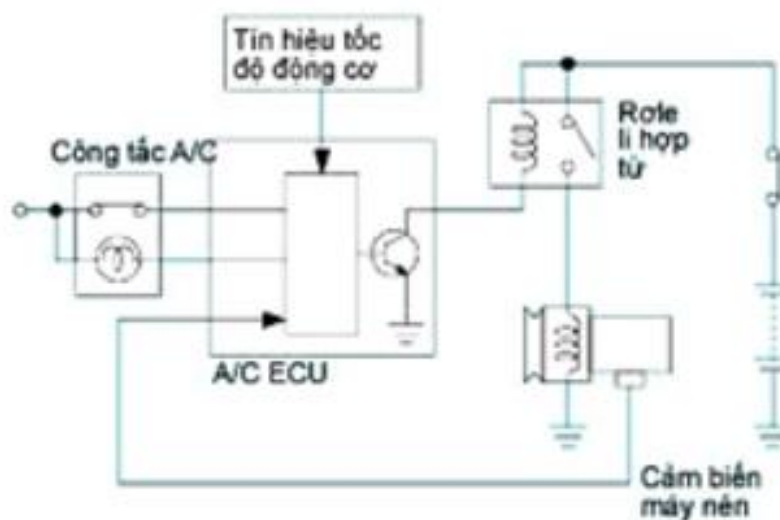 Tín hiệu tốc
độ động cơ
Công tắc A/C
Rơle
li hợp
từ
A/C ECU
Cảm biến
máy nén